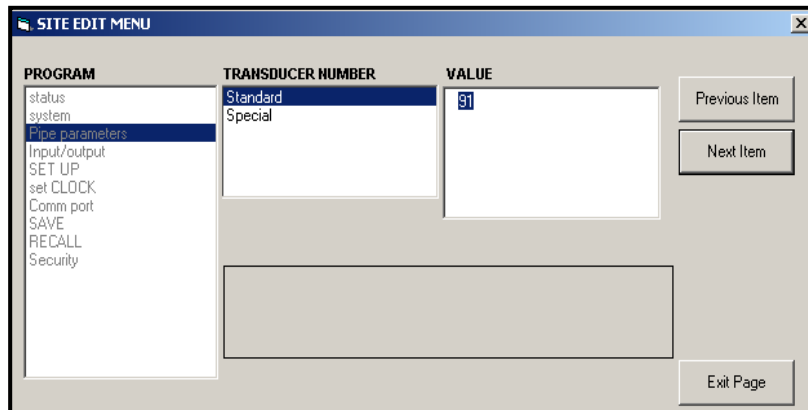 SITE EDIT MENU
PROGRAM
status
system
Pipe parameters
Input/output
SET UP
set CLOCK
Comm port
SAVE
RECALL
Security
TRANSDUCER NUMBER
Standard
Special
VALUE
91
Previous Item
Next Item
Exit Page